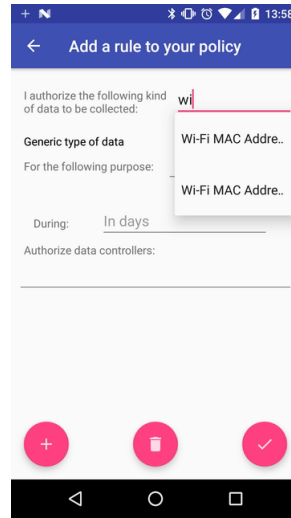 13:58
Add a rule to your policy
I authorize the following kind
of data to be collected:
wi
Wi-Fi MAC Addre..
Wi-Fi MAC Addre..
Generic type of data
For the following purpose:
During:
In days
Authorize data controllers: